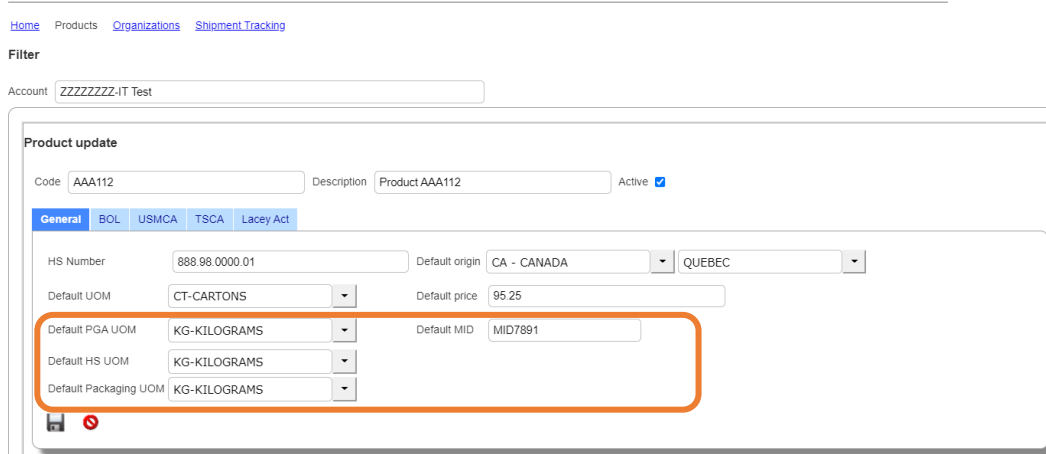 Home Products Organizations Shipment Tracking
Filter
Account ZZZZZZZZ-IT Test
Product update
Code AAA112 Description Product AAA112 Active
General BOL USMCA TSCA Lacey Act
HS Number 888.98.0000.01 Default origin CA - CANADA QUEBEC
Default UOM CT-CARTONS Default price 95.25
Default PGA UOM KG-KILOGRAMS Default MID MID7891
Default HS UOM KG-KILOGRAMS
Default Packaging UOM KG-KILOGRAMS